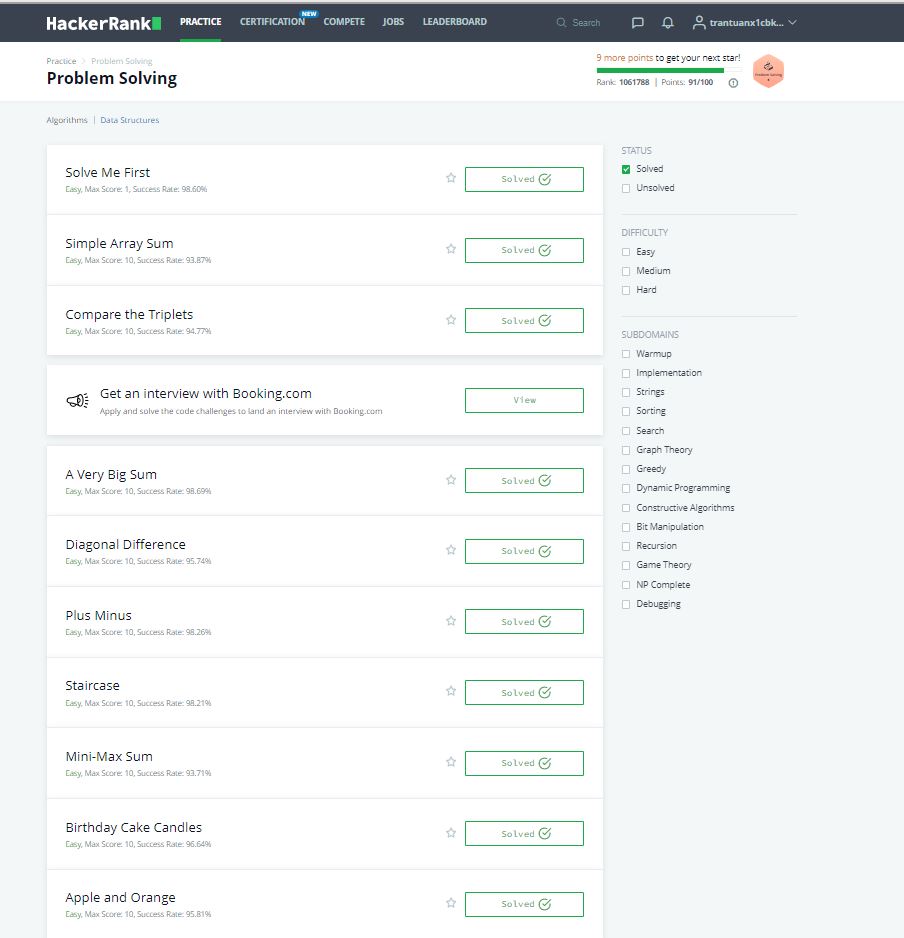 HackerRank PRACTICE CERTIFICATION NEW COMPETE JOBS LEADERBOARD Search trantuanx1cbk...
Practice > Problem Solving
Problem Solving
9 more points to get your next star!
Rank: 1061788 | Points: 91/100
Problem Solving
Algorithms | Data Structures
Solve Me First
Easy, Max Score: 1, Success Rate: 98.60%
Solved
Simple Array Sum
Easy, Max Score: 10, Success Rate: 93.87%
Solved
Compare the Triplets
Easy, Max Score: 10, Success Rate: 94.77%
Solved
Get an interview with Booking.com
Apply and solve the code challenges to land an interview with Booking.com
View
A Very Big Sum
Easy, Max Score: 10, Success Rate: 98.69%
Solved
Diagonal Difference
Easy, Max Score: 10, Success Rate: 95.74%
Solved
Plus Minus
Easy, Max Score: 10, Success Rate: 98.26%
Solved
Staircase
Easy, Max Score: 10, Success Rate: 98.21%
Solved
Mini-Max Sum
Easy, Max Score: 10, Success Rate: 93.71%
Solved
Birthday Cake Candles
Easy, Max Score: 10, Success Rate: 96.64%
Solved
Apple and Orange
Easy, Max Score: 10, Success Rate: 95.81%
Solved
STATUS
Solved
Unsolved
DIFFICULTY
Easy
Medium
Hard
SUBDOMAINS
Warmup
Implementation
Strings
Sorting
Search
Graph Theory
Greedy
Dynamic Programming
Constructive Algorithms
Bit Manipulation
Recursion
Game Theory
NP Complete
Debugging